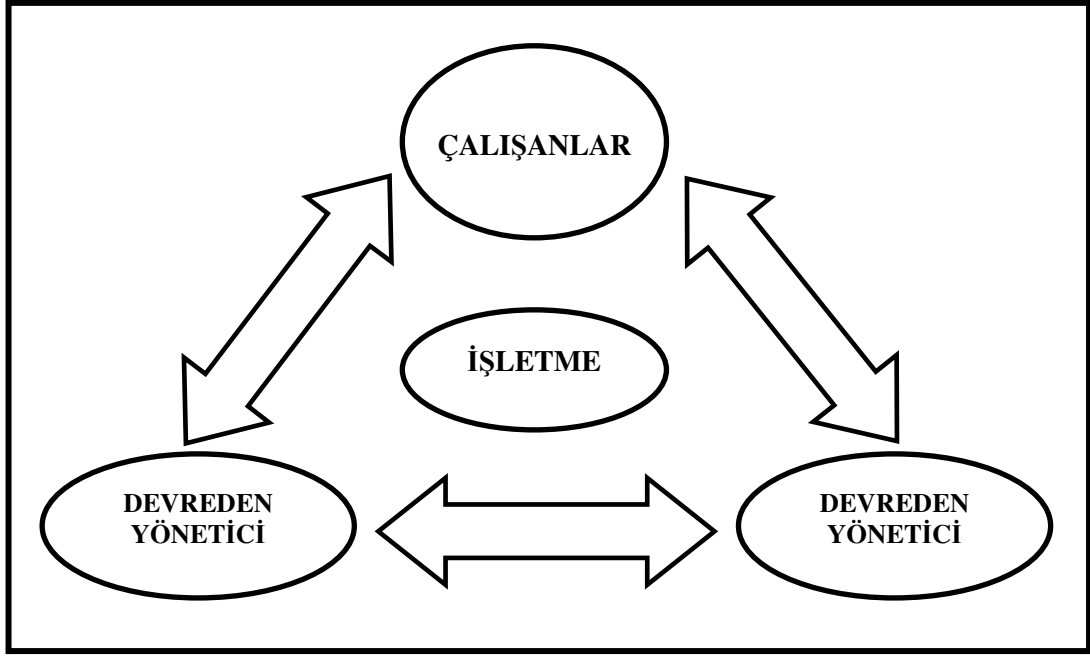 ÇALIŞANLAR
İŞLETME
DEVREDEN
YÖNETİCİ
DEVREDEN
YÖNETİCİ